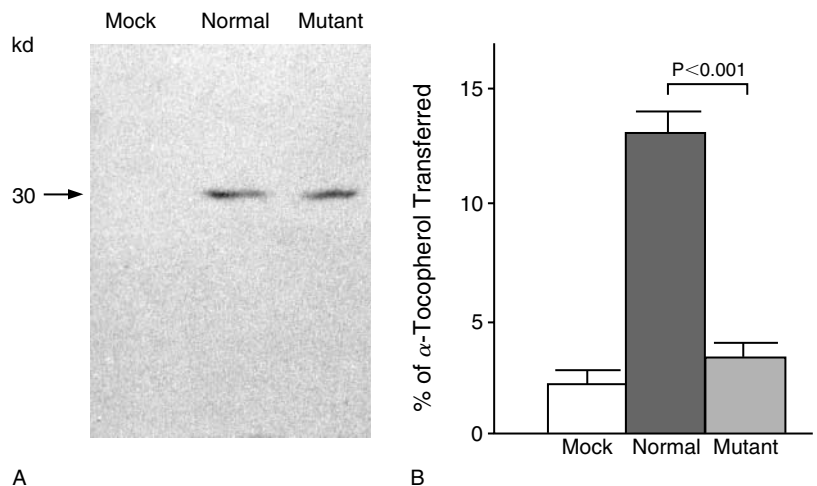 Mock Normal Mutant
kd
30
A
% of α-Tocopherol Transferred
15
10
5
0
P<0.001
Mock Normal Mutant
B